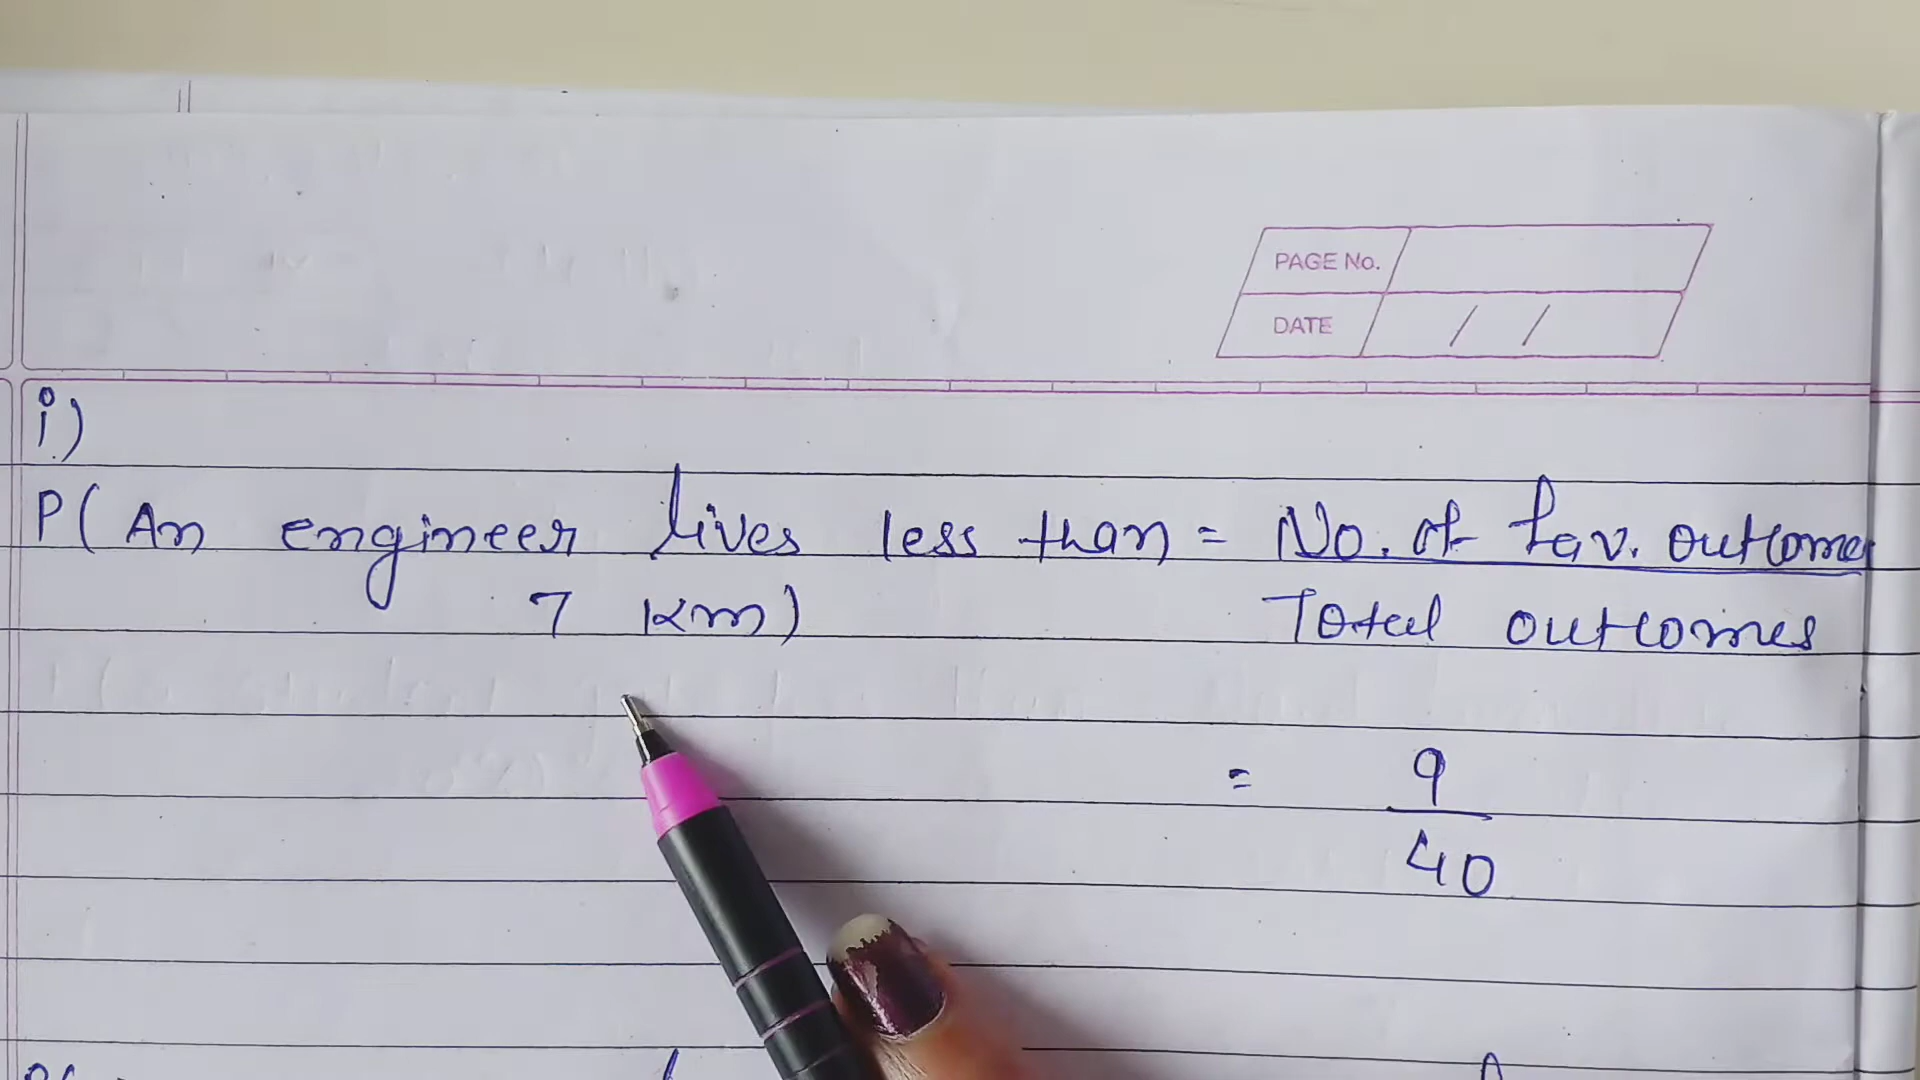 PAGE No.
DATE / /
i)
P( An engineer lives less than = No. of fav. outcomes
7 Km) Total outcomes
= 9
40